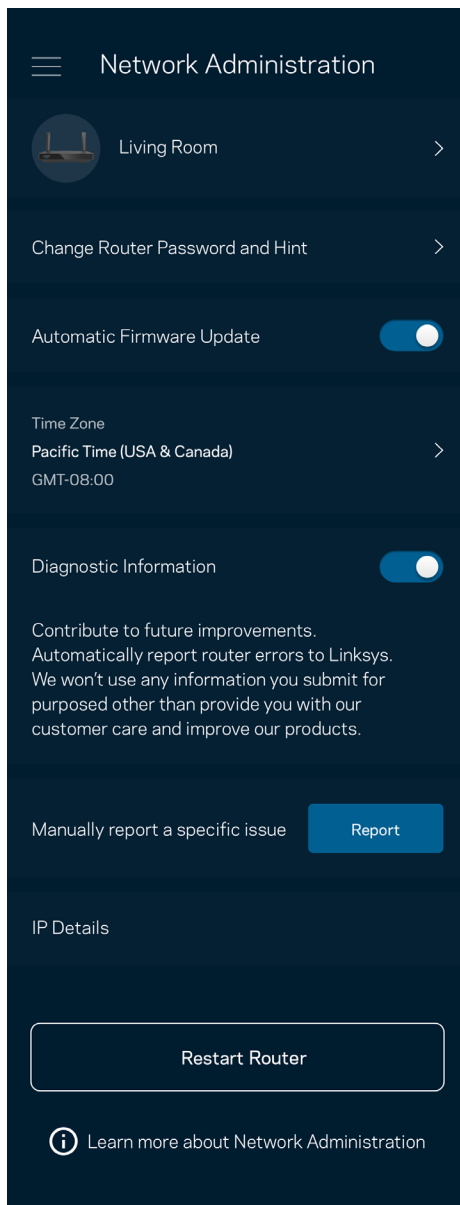 Network Administration
Living Room
Change Router Password and Hint
Automatic Firmware Update
Time Zone
Pacific Time (USA & Canada)
GMT-08:00
Diagnostic Information
Contribute to future improvements.
Automatically report router errors to Linksys.
We won't use any information you submit for
purposed other than provide you with our
customer care and improve our products.
Manually report a specific issue
Report
IP Details
Restart Router
Learn more about Network Administration